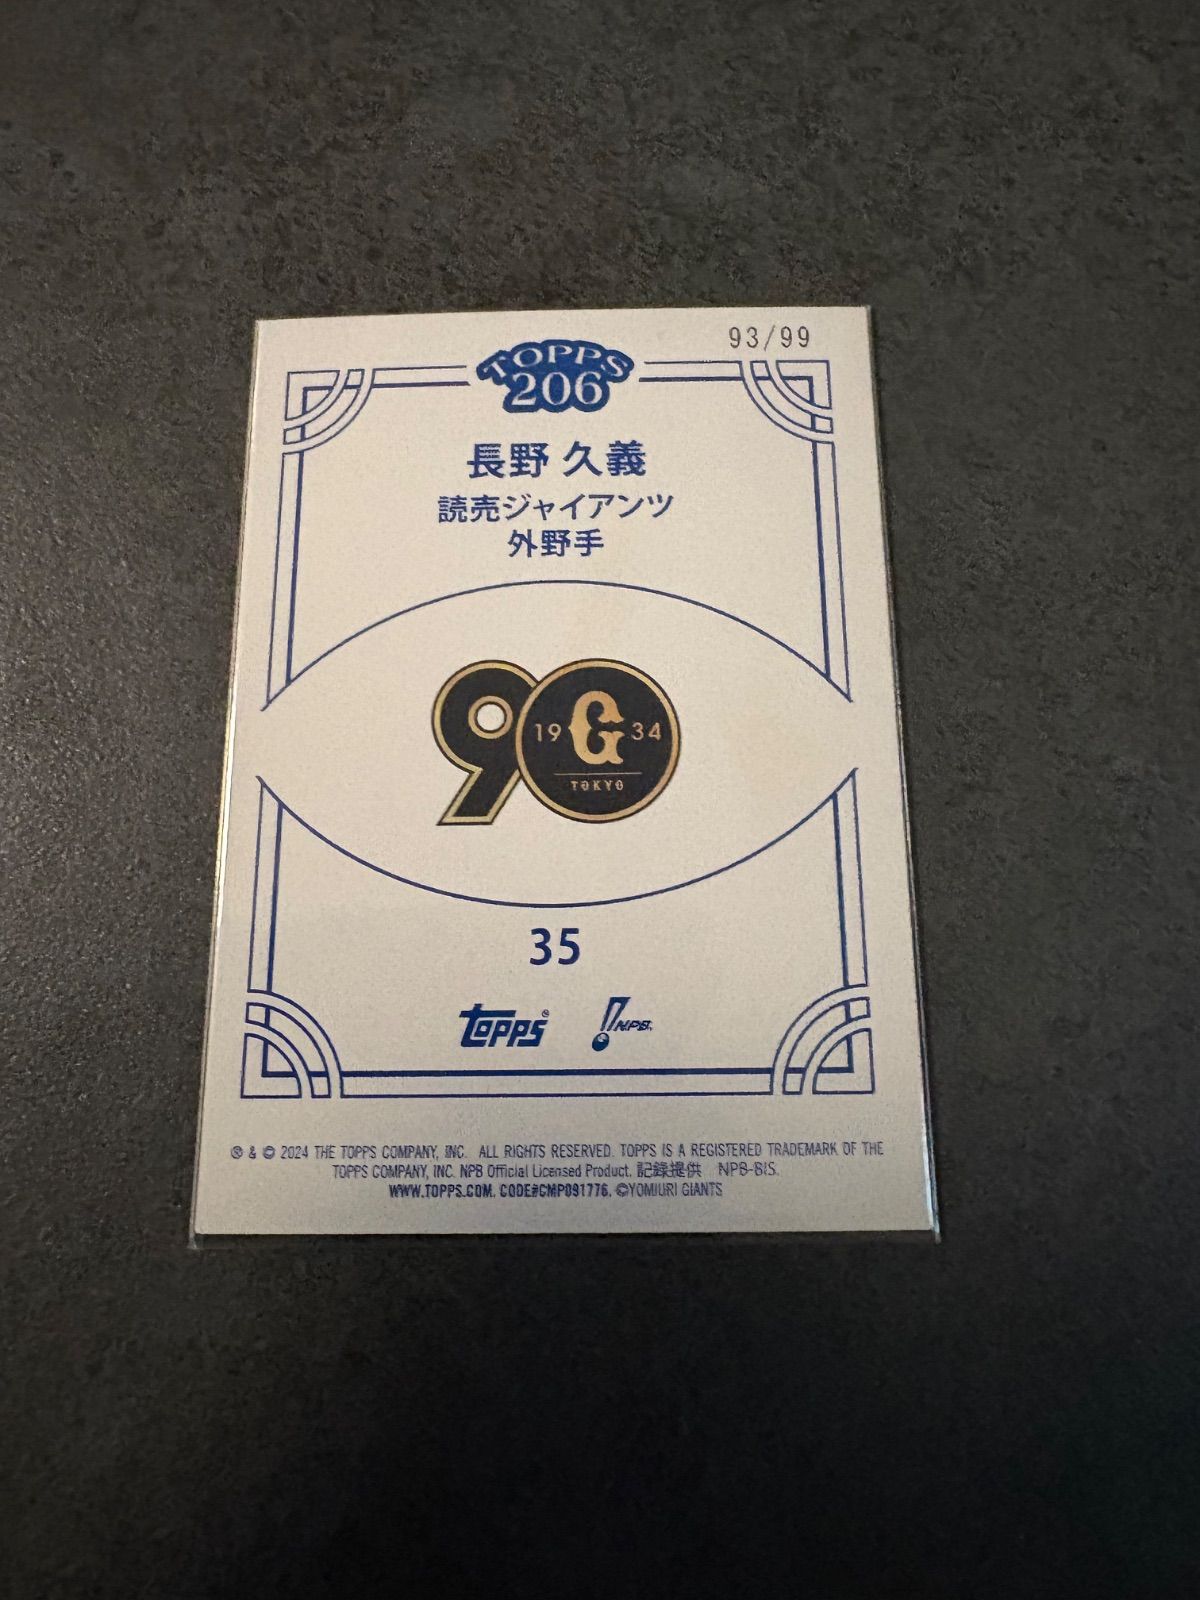 93/99
TOPPS
206
長野 久義
読売ジャイアンツ
外野手
90
19 G 34
TOKYO
35
topps® NPB.
® & © 2024 THE TOPPS COMPANY, INC. ALL RIGHTS RESERVED. TOPPS IS A REGISTERED TRADEMARK OF THE
TOPPS COMPANY, INC. NPB Official Licensed Product. 記録提供 NPB-BIS.
WWW.TOPPS.COM. CODE#CMP091776. ©YOMIURI GIANTS